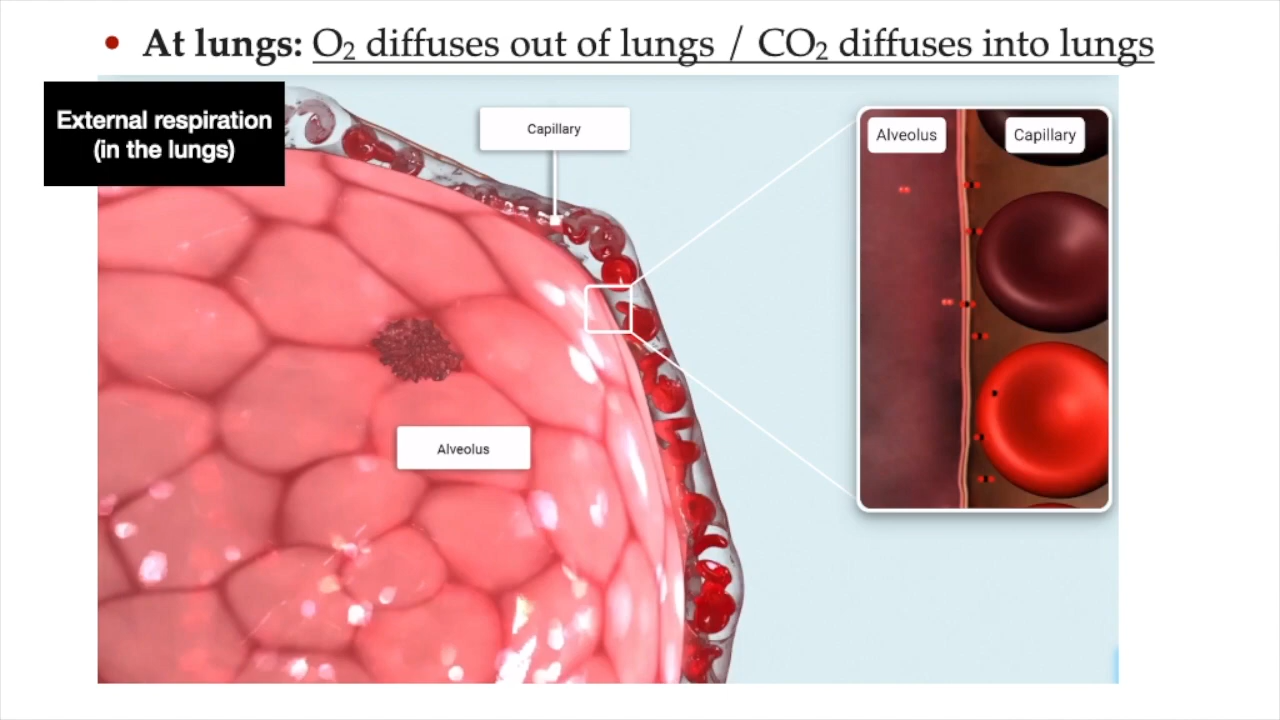 • At lungs: O₂ diffuses out of lungs / CO₂ diffuses into lungs
External respiration
(in the lungs)
Capillary
Alveolus
Capillary
Alveolus